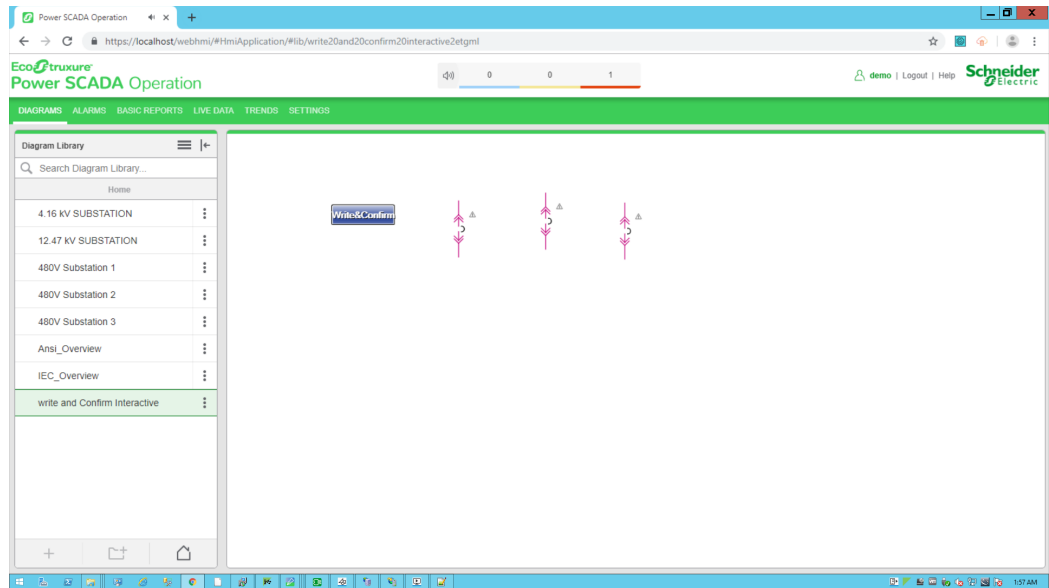 Power SCADA Operation
https://localhost/webhmi/#HmiApplication/#lib/write20and20confirm20interactive2etgml
EcoStruxure
Power SCADA Operation
0 0 1
demo | Logout | Help
Schneider
Electric
DIAGRAMS ALARMS BASIC REPORTS LIVE DATA TRENDS SETTINGS
Diagram Library
Search Diagram Library...
Home
4.16 kV SUBSTATION
12.47 kV SUBSTATION
480V Substation 1
480V Substation 2
480V Substation 3
Ansi_Overview
IEC_Overview
write and Confirm Interactive
Write&Confirm
1:57 AM